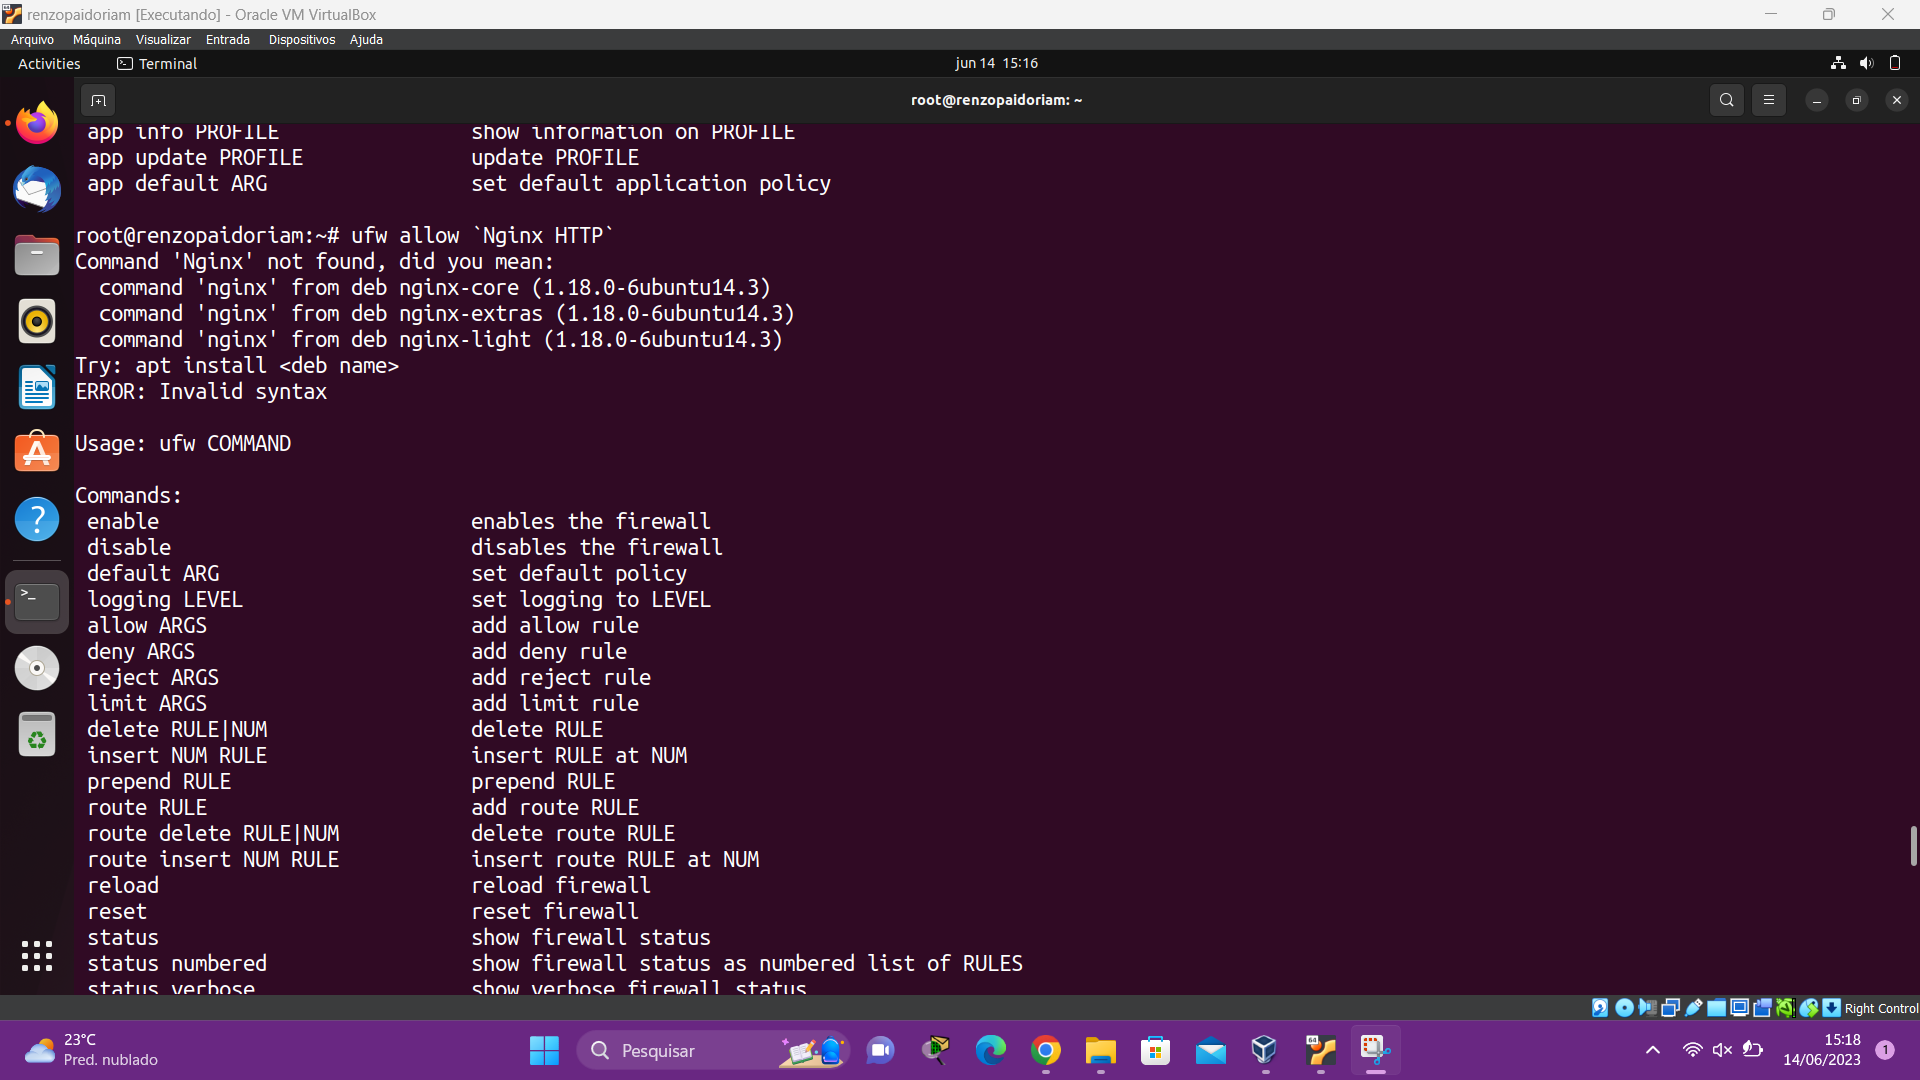 renzopaidoriam [Executando] - Oracle VM VirtualBox
Arquivo Máquina Visualizar Entrada Dispositivos Ajuda
Activities Terminal jun 14 15:16
root@renzopaidoriam: ~
app info PROFILE show information on PROFILE
app update PROFILE update PROFILE
app default ARG set default application policy
root@renzopaidoriam:~# ufw allow `Nginx HTTP`
Command 'Nginx' not found, did you mean:
command 'nginx' from deb nginx-core (1.18.0-6ubuntu14.3)
command 'nginx' from deb nginx-extras (1.18.0-6ubuntu14.3)
command 'nginx' from deb nginx-light (1.18.0-6ubuntu14.3)
Try: apt install <deb name>
ERROR: Invalid syntax
Usage: ufw COMMAND
Commands:
enable enables the firewall
disable disables the firewall
default ARG set default policy
logging LEVEL set logging to LEVEL
allow ARGS add allow rule
deny ARGS add deny rule
reject ARGS add reject rule
limit ARGS add limit rule
delete RULE|NUM delete RULE
insert NUM RULE insert RULE at NUM
prepend RULE prepend RULE
route RULE add route RULE
route delete RULE|NUM delete route RULE
route insert NUM RULE insert route RULE at NUM
reload reload firewall
reset reset firewall
status show firewall status
status numbered show firewall status as numbered list of RULES
status verbose show verbose firewall status
Right Control
23°C
Pred. nublado
Pesquisar
15:18
14/06/2023
1